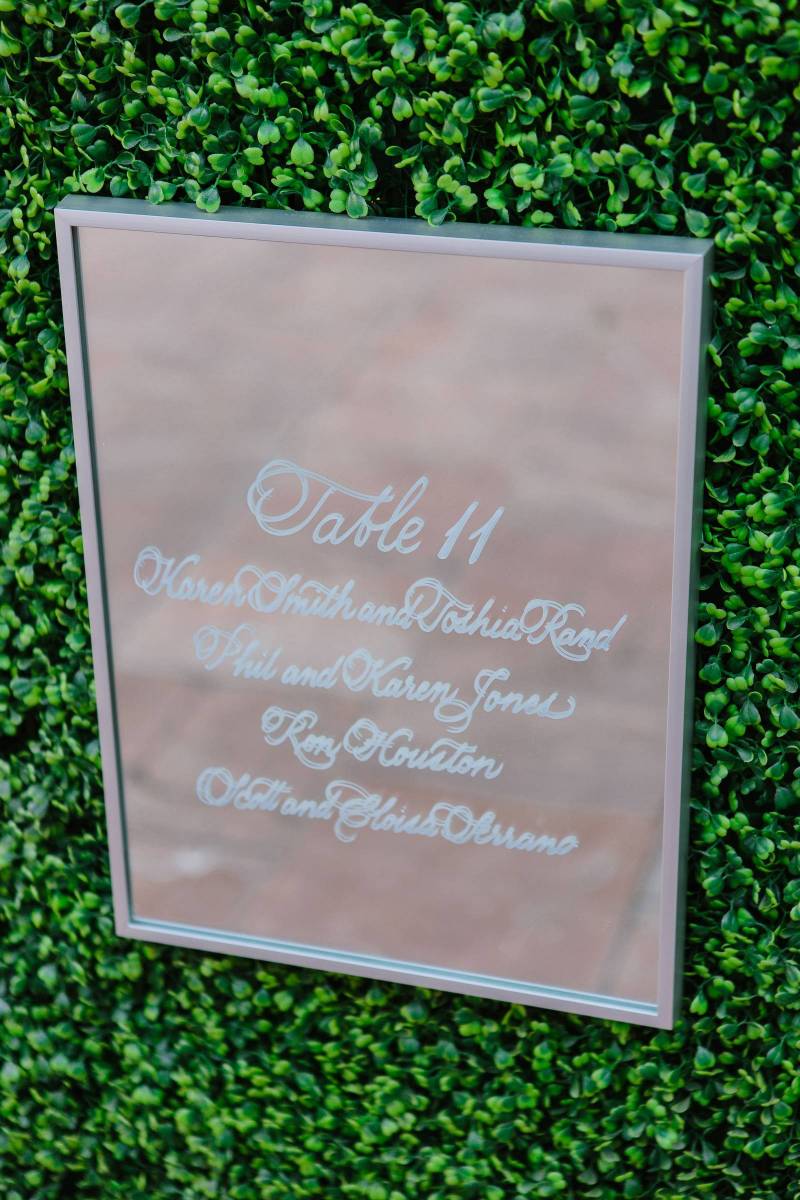 Table 11
Karen Smith and Toshia Rand
Phil and Karen Jones
Ron Houston
Scott and Eloisa Serrano